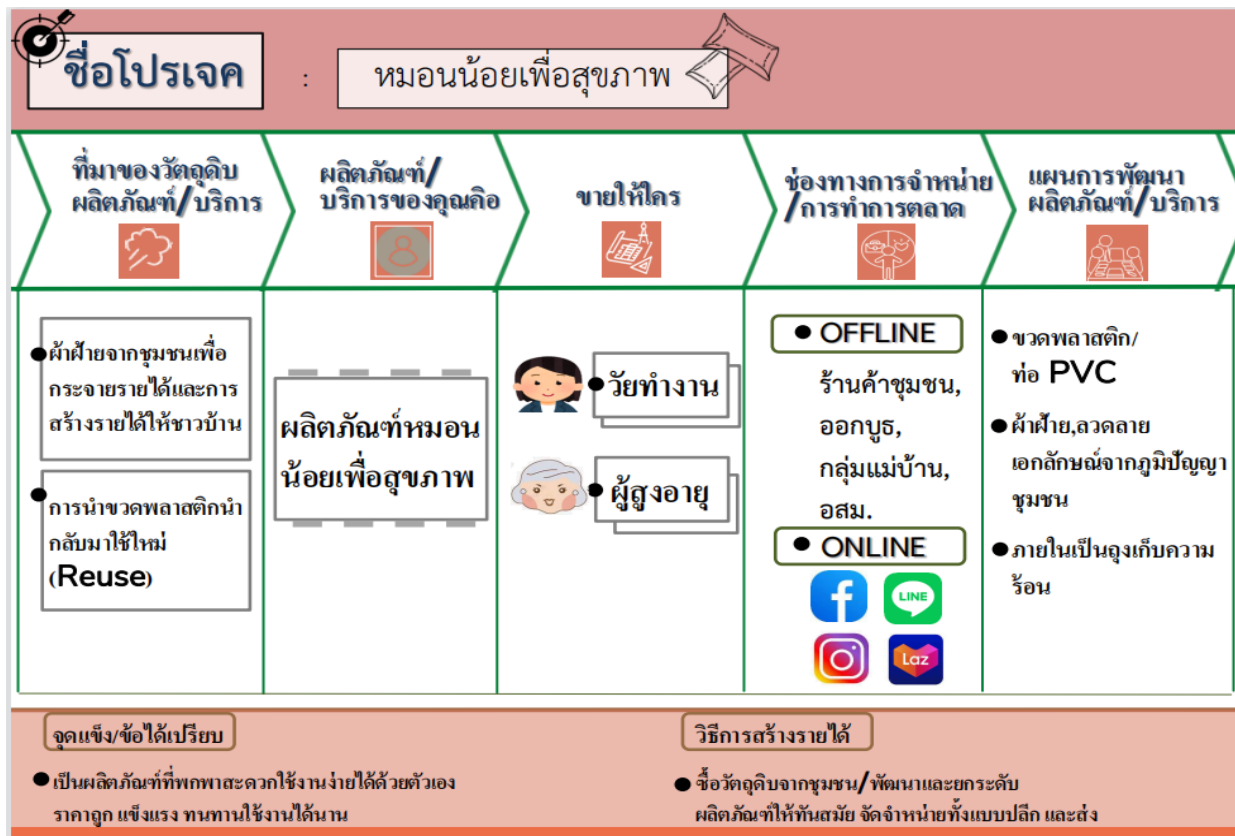 ชื่อโปรเจค : หมอนน้อยเพื่อสุขภาพ
ที่มาของวัตถุดิบ
ผลิตภัณฑ์/บริการ
ผลิตภัณฑ์/
บริการของคุณคือ
ขายให้ใคร
ช่องทางการจำหน่าย
/การทำการตลาด
แผนการพัฒนา
ผลิตภัณฑ์/บริการ
ผ้าฝ้ายจากชุมชนเพื่อ
กระจายรายได้และการ
สร้างรายได้ให้ชาวบ้าน
การนำขวดพลาสติกนำ
กลับมาใช้ใหม่
(Reuse)
ผลิตภัณฑ์หมอน
น้อยเพื่อสุขภาพ
วัยทำงาน
ผู้สูงอายุ
OFFLINE
ร้านค้าชุมชน,
ออกบูธ,
กลุ่มแม่บ้าน,
อสม.
ONLINE
LINE
Laz
ขวดพลาสติก/
ท่อ PVC
ผ้าฝ้าย,ลวดลาย
เอกลักษณ์จากภูมิปัญญา
ชุมชน
ภายในเป็นถุงเก็บความ
ร้อน
จุดแข็ง/ข้อได้เปรียบ
เป็นผลิตภัณฑ์ที่พกพาสะดวกใช้งานง่ายได้ด้วยตัวเอง
ราคาถูก แข็งแรง ทนทานใช้งานได้นาน
วิธีการสร้างรายได้
ซื้อวัตถุดิบจากชุมชน/พัฒนาและยกระดับ
ผลิตภัณฑ์ให้ทันสมัย จัดจำหน่ายทั้งแบบปลีก และส่ง